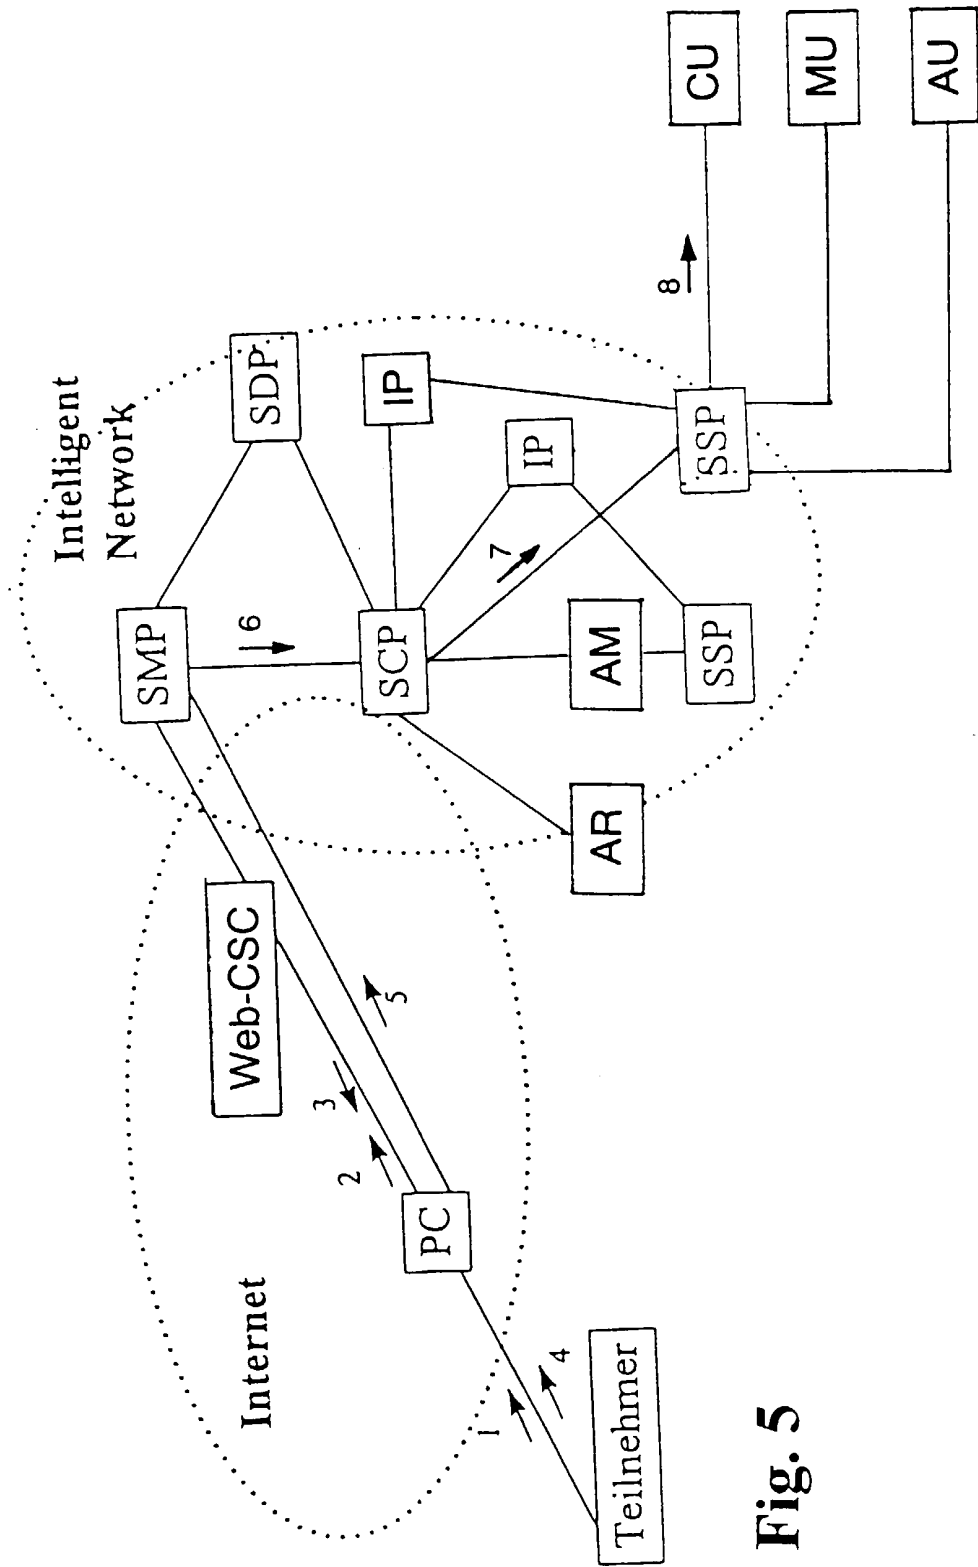 Intelligent
Network
SMP
SDP
6
Web-CSC
Internet
3
2
5
SCP
IP
7
IP
PC
1
4
AR
AM
SSP
SSP
8
CU
MU
AU
Teilnehmer
Fig. 5